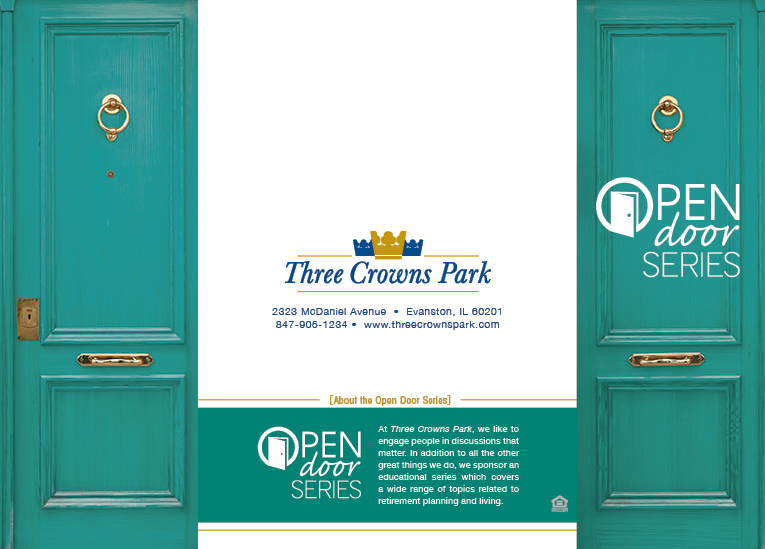 Three Crowns Park
2323 McDaniel Avenue • Evanston, IL 60201
847-905-1234 • www.threecrownspark.com
[About the Open Door Series]
OPEN
door
SERIES
At Three Crowns Park, we like to
engage people in discussions that
matter. In addition to all the other
great things we do, we sponsor an
educational series which covers
a wide range of topics related to
retirement planning and living.
OPEN
door
SERIES